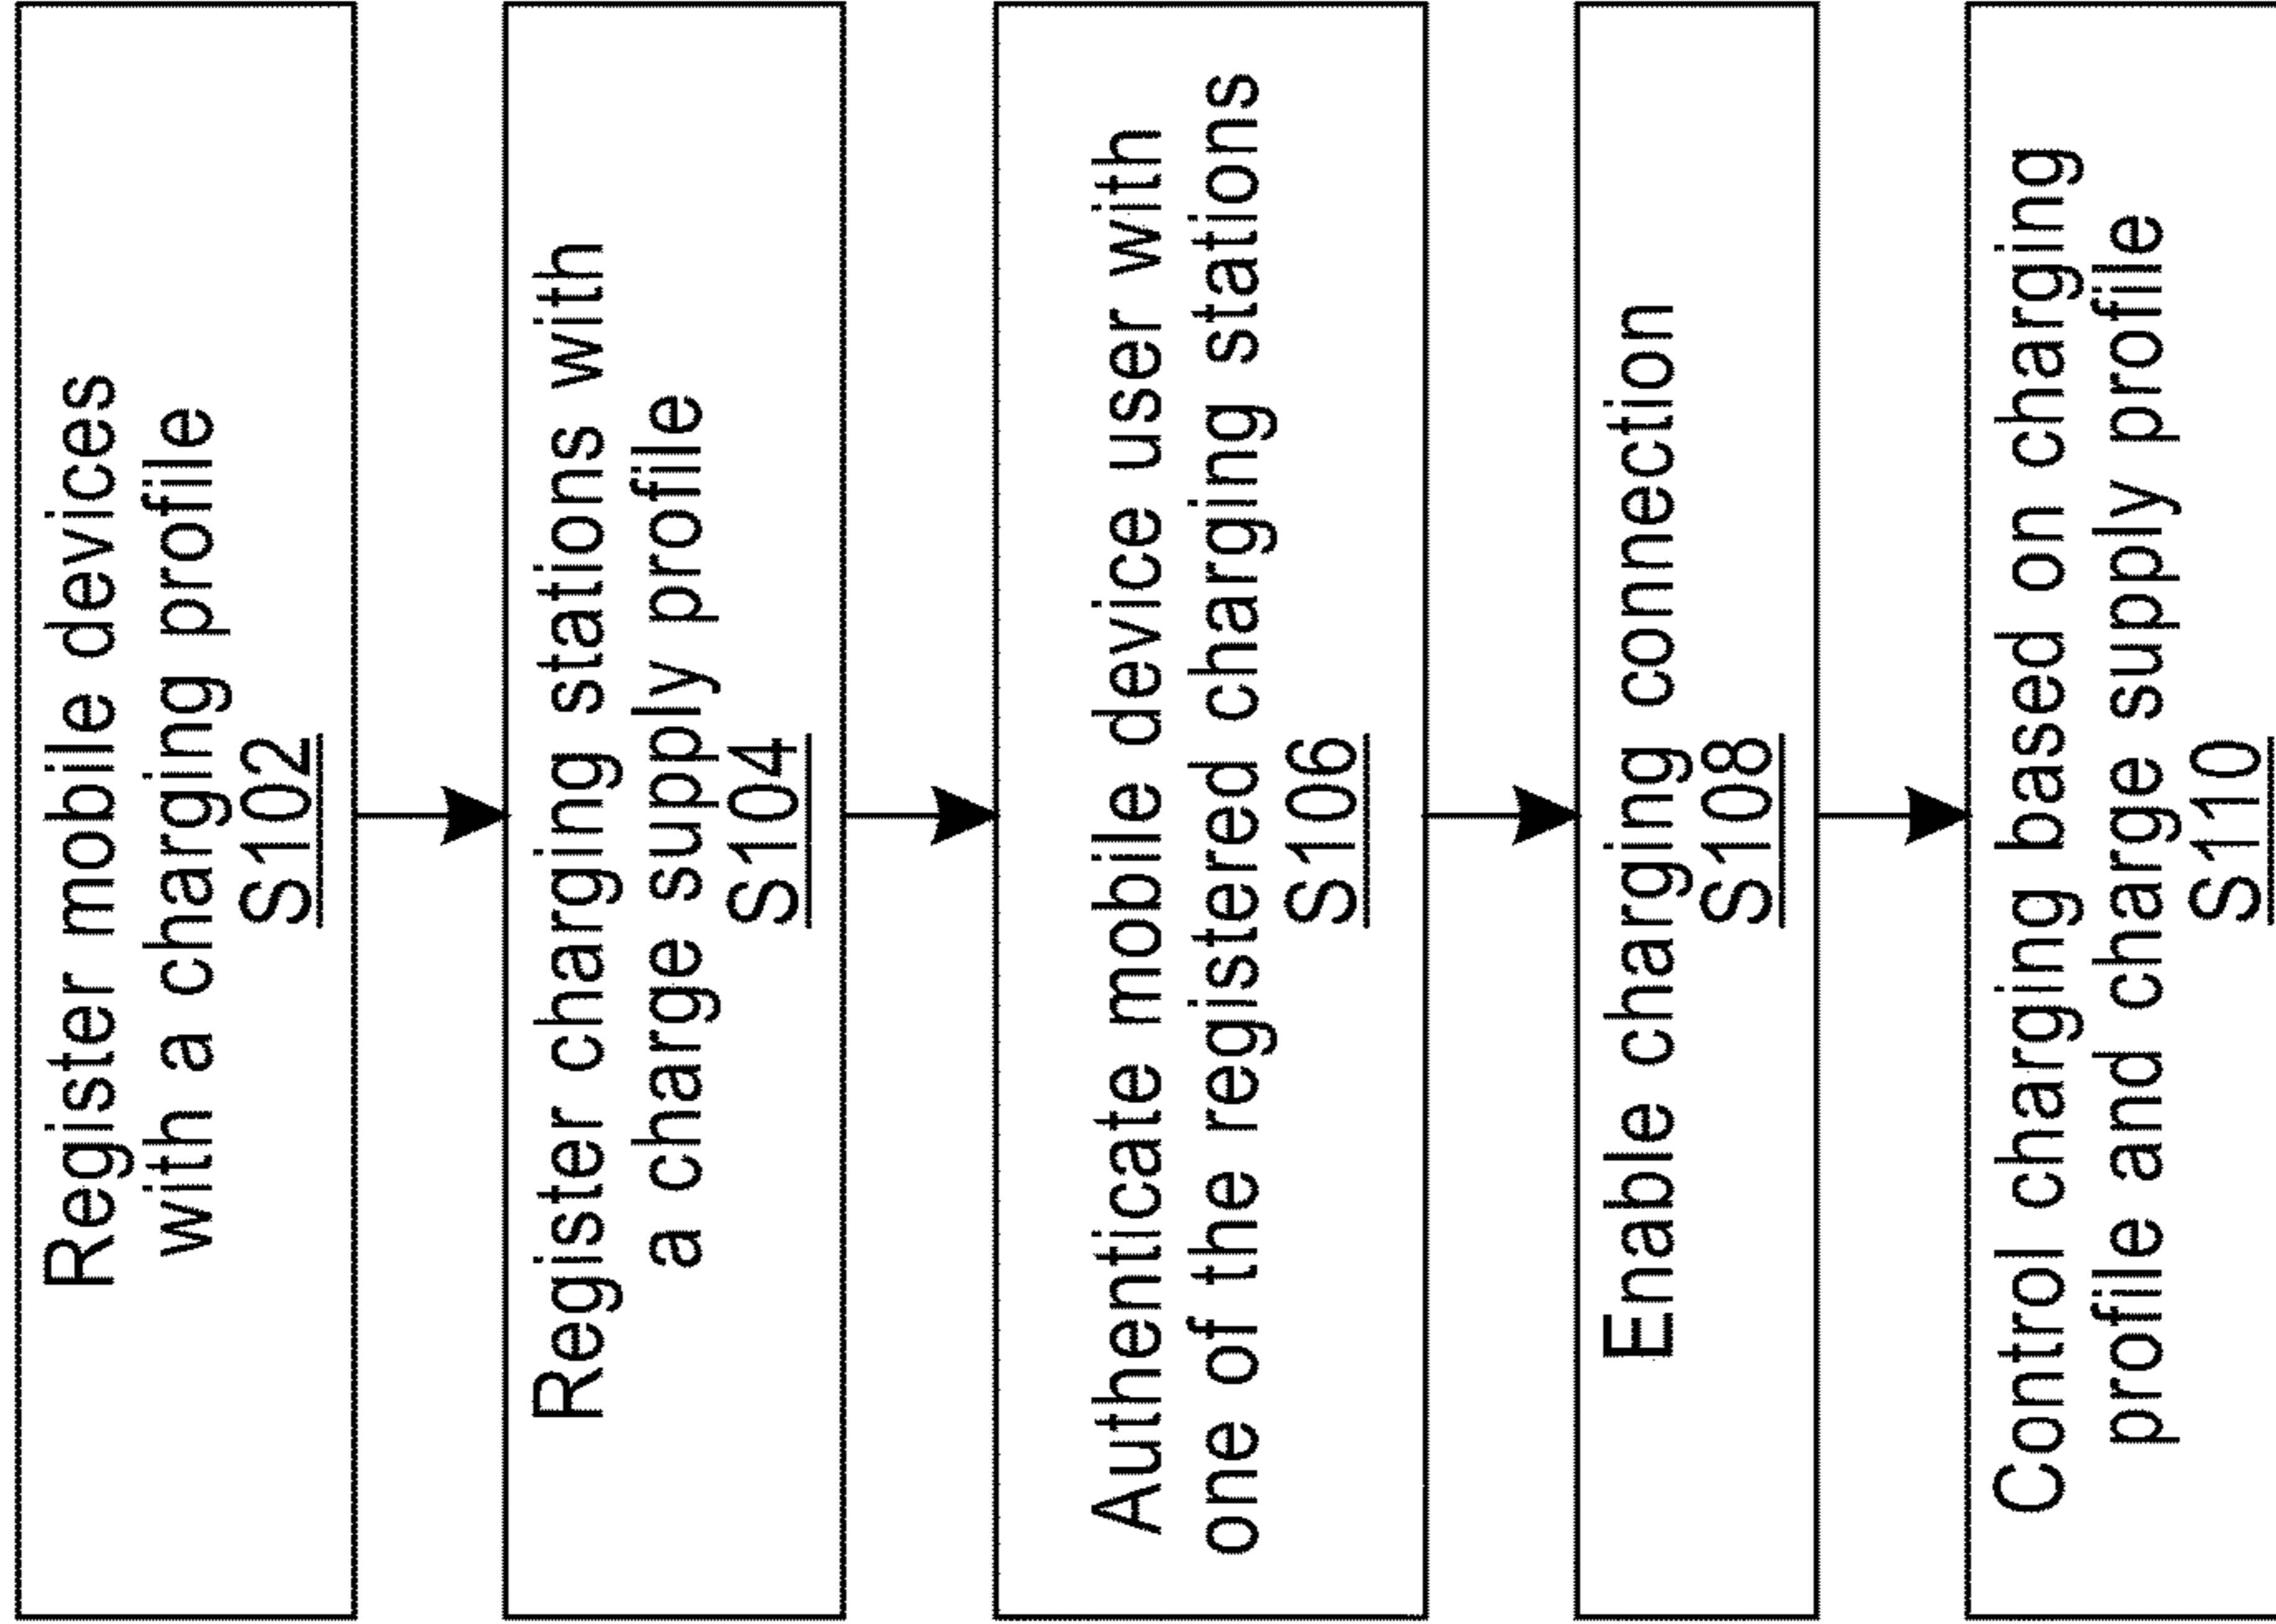 Register mobile devices
with a charging profile
S102
Register charging stations with
a charge supply profile
S104
Authenticate mobile device user with
one of the registered charging stations
S106
Enable charging connection
S108
Control charging based on charging
profile and charge supply profile
S110